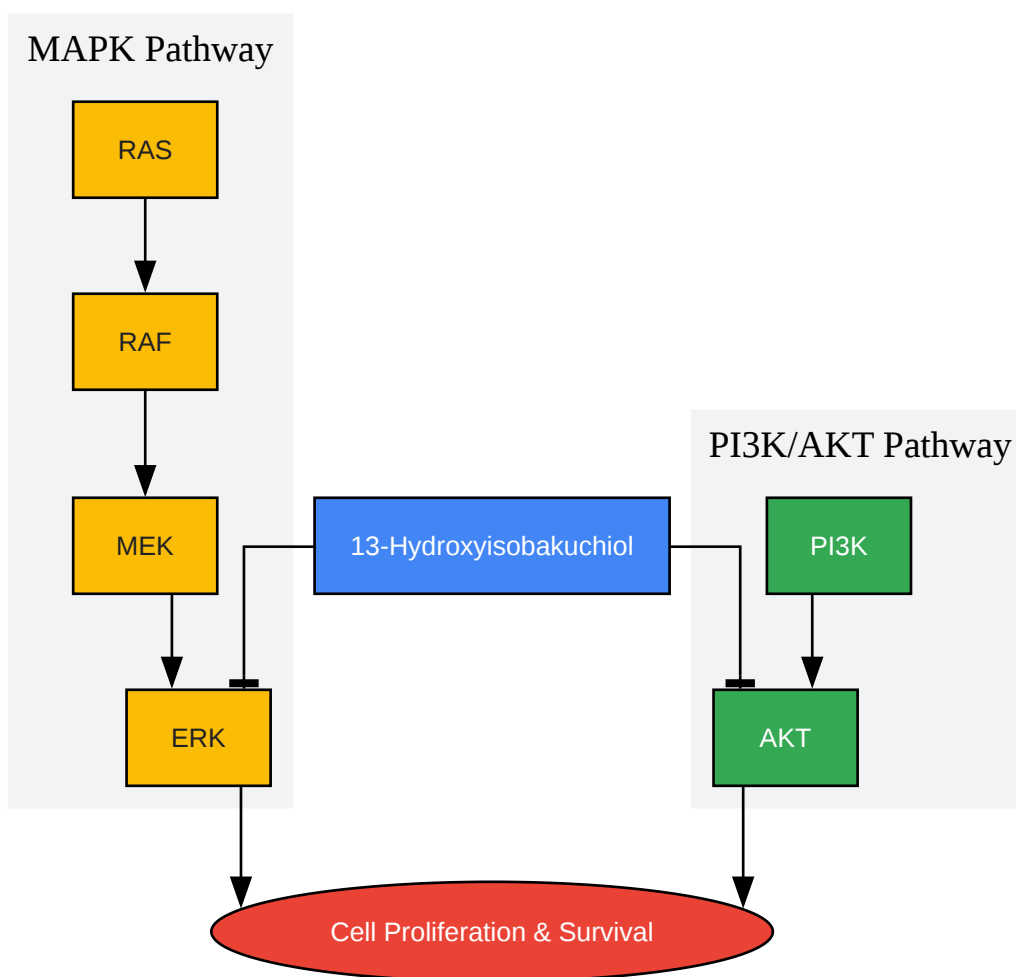 MAPK Pathway
RAS
RAF
PI3K/AKT Pathway
MEK
13-Hydroxyisobakuchiol
PI3K
ERK
AKT
Cell Proliferation & Survival